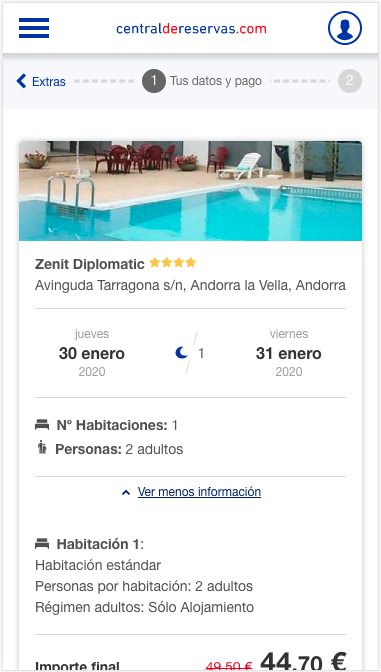 centraldereservas.com
Extras
1
Tus datos y pago
2
Zenit Diplomatic
Avinguda Tarragona s/n, Andorra la Vella, Andorra
jueves
30 enero
2020
1
viernes
31 enero
2020
Nº Habitaciones: 1
Personas: 2 adultos
Ver menos información
Habitación 1:
Habitación estándar
Personas por habitación: 2 adultos
Régimen adultos: Sólo Alojamiento
Importe final 49,50 € 44,70 €